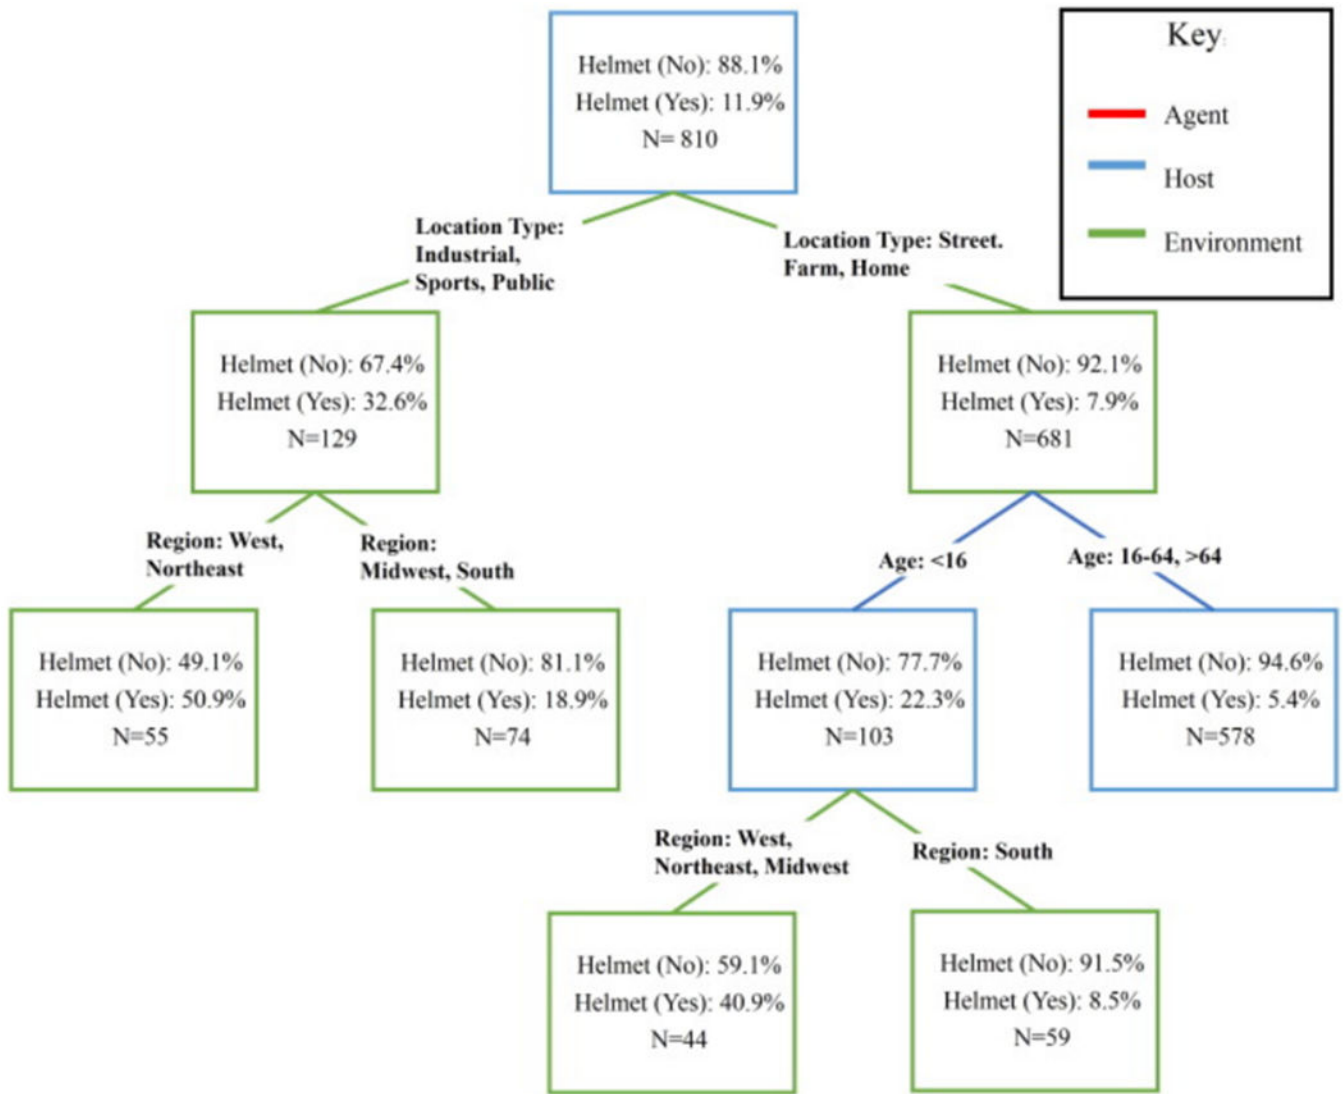 Helmet (No): 88.1%
Helmet (Yes): 11.9%
N= 810
Key:
Agent
Host
Environment
Location Type:
Industrial,
Sports, Public
Location Type: Street.
Farm, Home
Helmet (No): 67.4%
Helmet (Yes): 32.6%
N=129
Helmet (No): 92.1%
Helmet (Yes): 7.9%
N=681
Region: West,
Northeast
Region:
Midwest, South
Age: <16
Age: 16-64, >64
Helmet (No): 49.1%
Helmet (Yes): 50.9%
N=55
Helmet (No): 81.1%
Helmet (Yes): 18.9%
N=74
Helmet (No): 77.7%
Helmet (Yes): 22.3%
N=103
Helmet (No): 94.6%
Helmet (Yes): 5.4%
N=578
Region: West,
Northeast, Midwest
Region: South
Helmet (No): 59.1%
Helmet (Yes): 40.9%
N=44
Helmet (No): 91.5%
Helmet (Yes): 8.5%
N=59